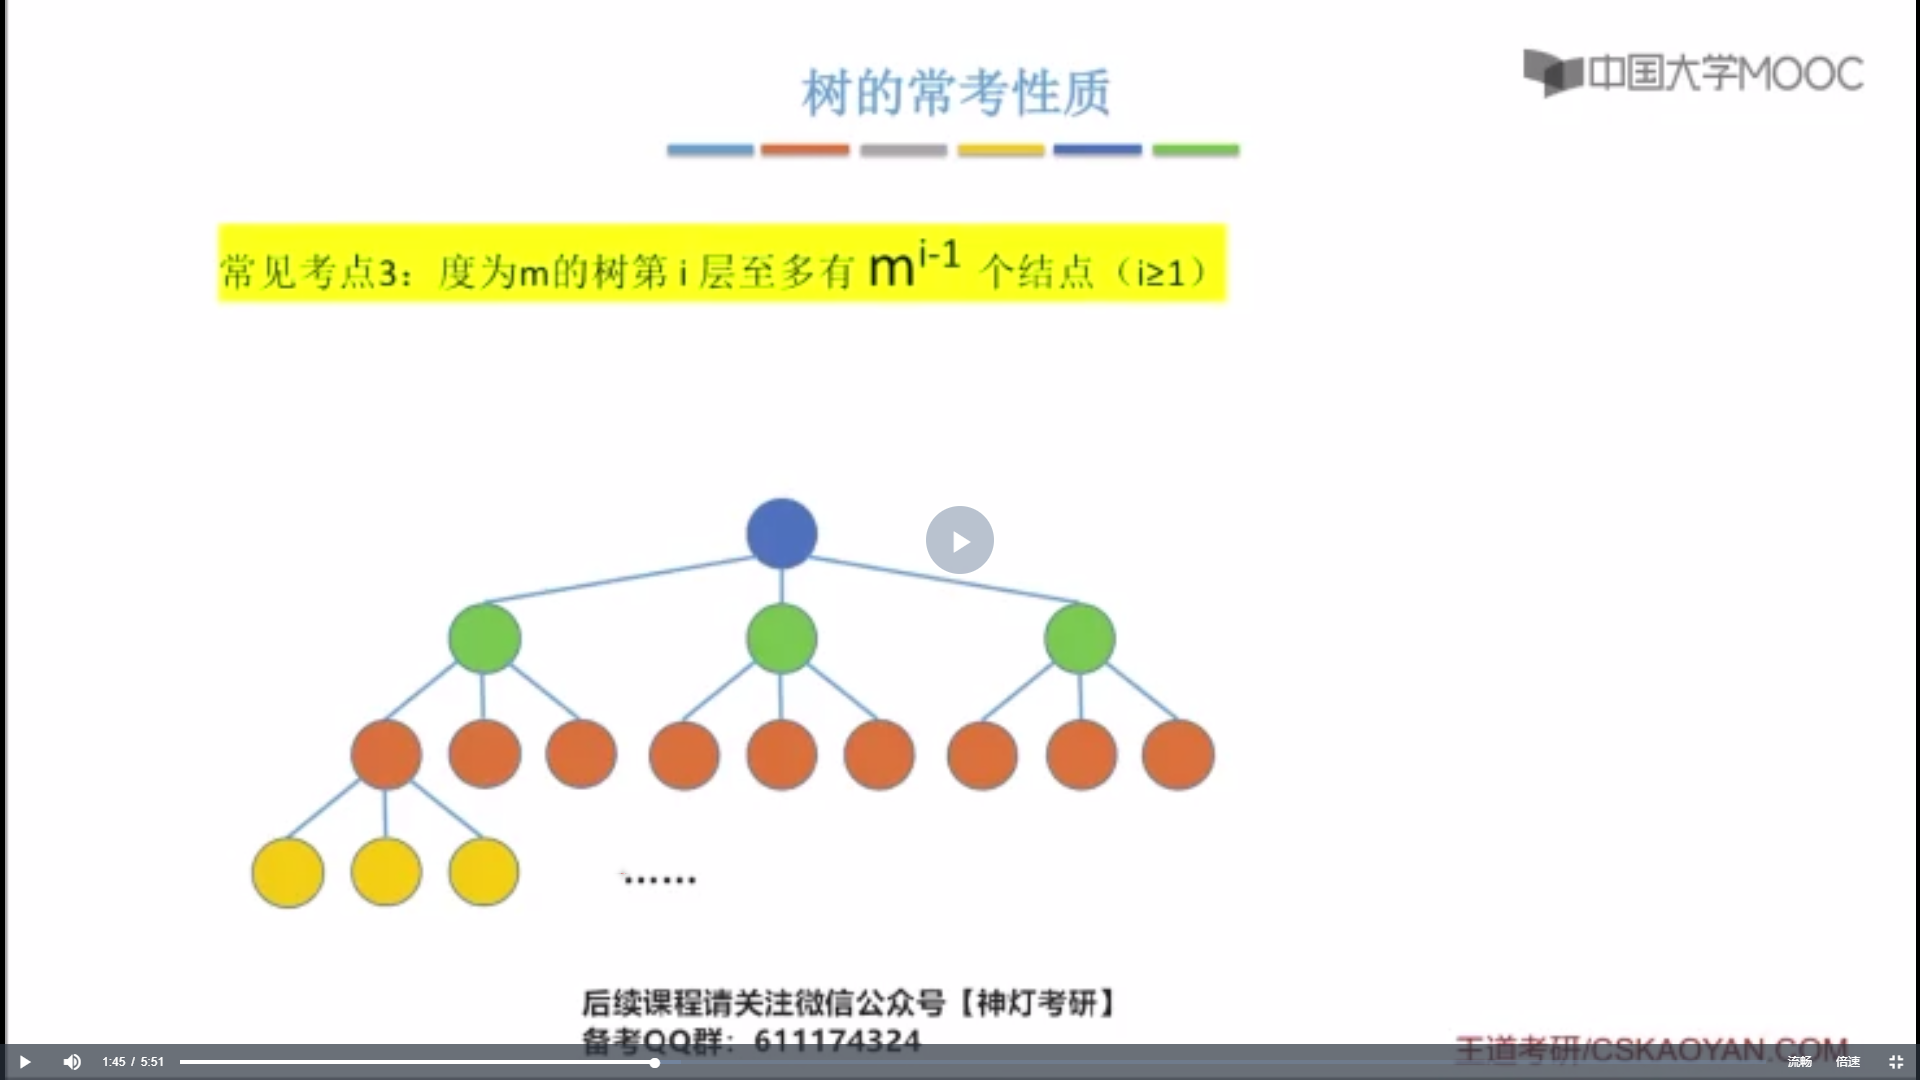 中国大学MOOC
树的常考性质
常见考点3：度为m的树第 i 层至多有 mⁱ⁻¹ 个结点（i≥1）
......
后续课程请关注微信公众号【神灯考研】
备考QQ群：611174324
王道考研/CSKAOYAN.COM
1:45 / 5:51
流畅
倍速